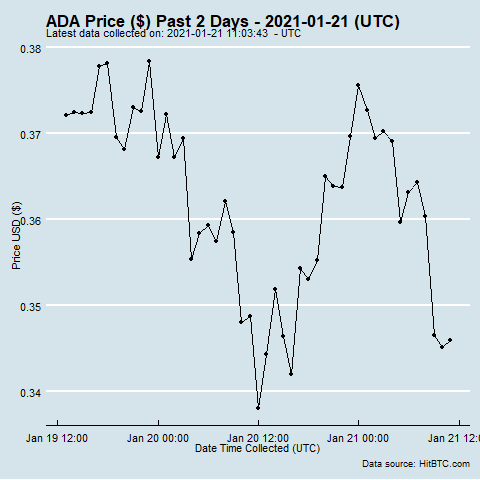 ADA Price ($) Past 2 Days - 2021-01-21 (UTC)
Latest data collected on: 2021-01-21 11:03:43 - UTC
0.38
0.37
0.36
0.35
0.34
Price USD ($)
Jan 19 12:00 Jan 20 00:00 Jan 20 12:00 Jan 21 00:00 Jan 21 12:0
Date Time Collected (UTC)
Data source: HitBTC.com